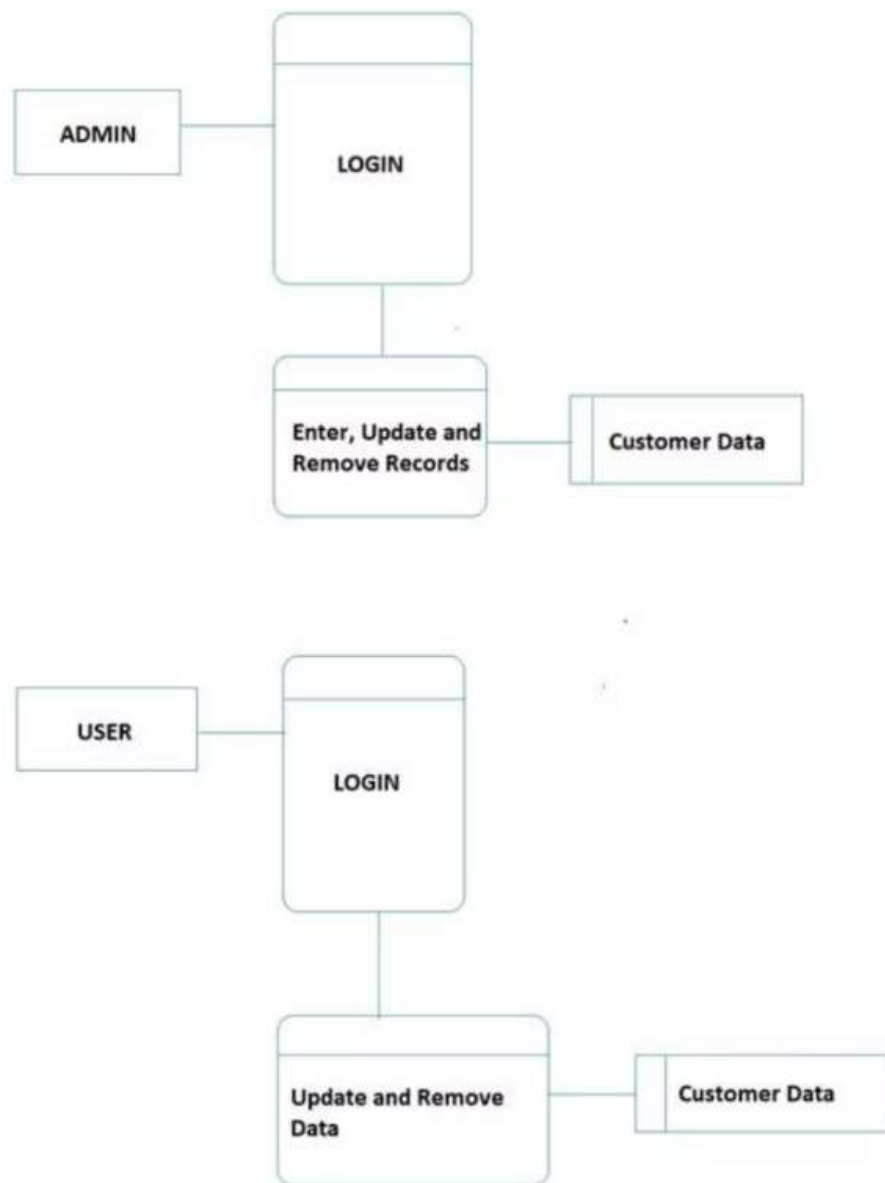 ADMIN
LOGIN
Enter, Update and
Remove Records
Customer Data
USER
LOGIN
Update and Remove
Data
Customer Data